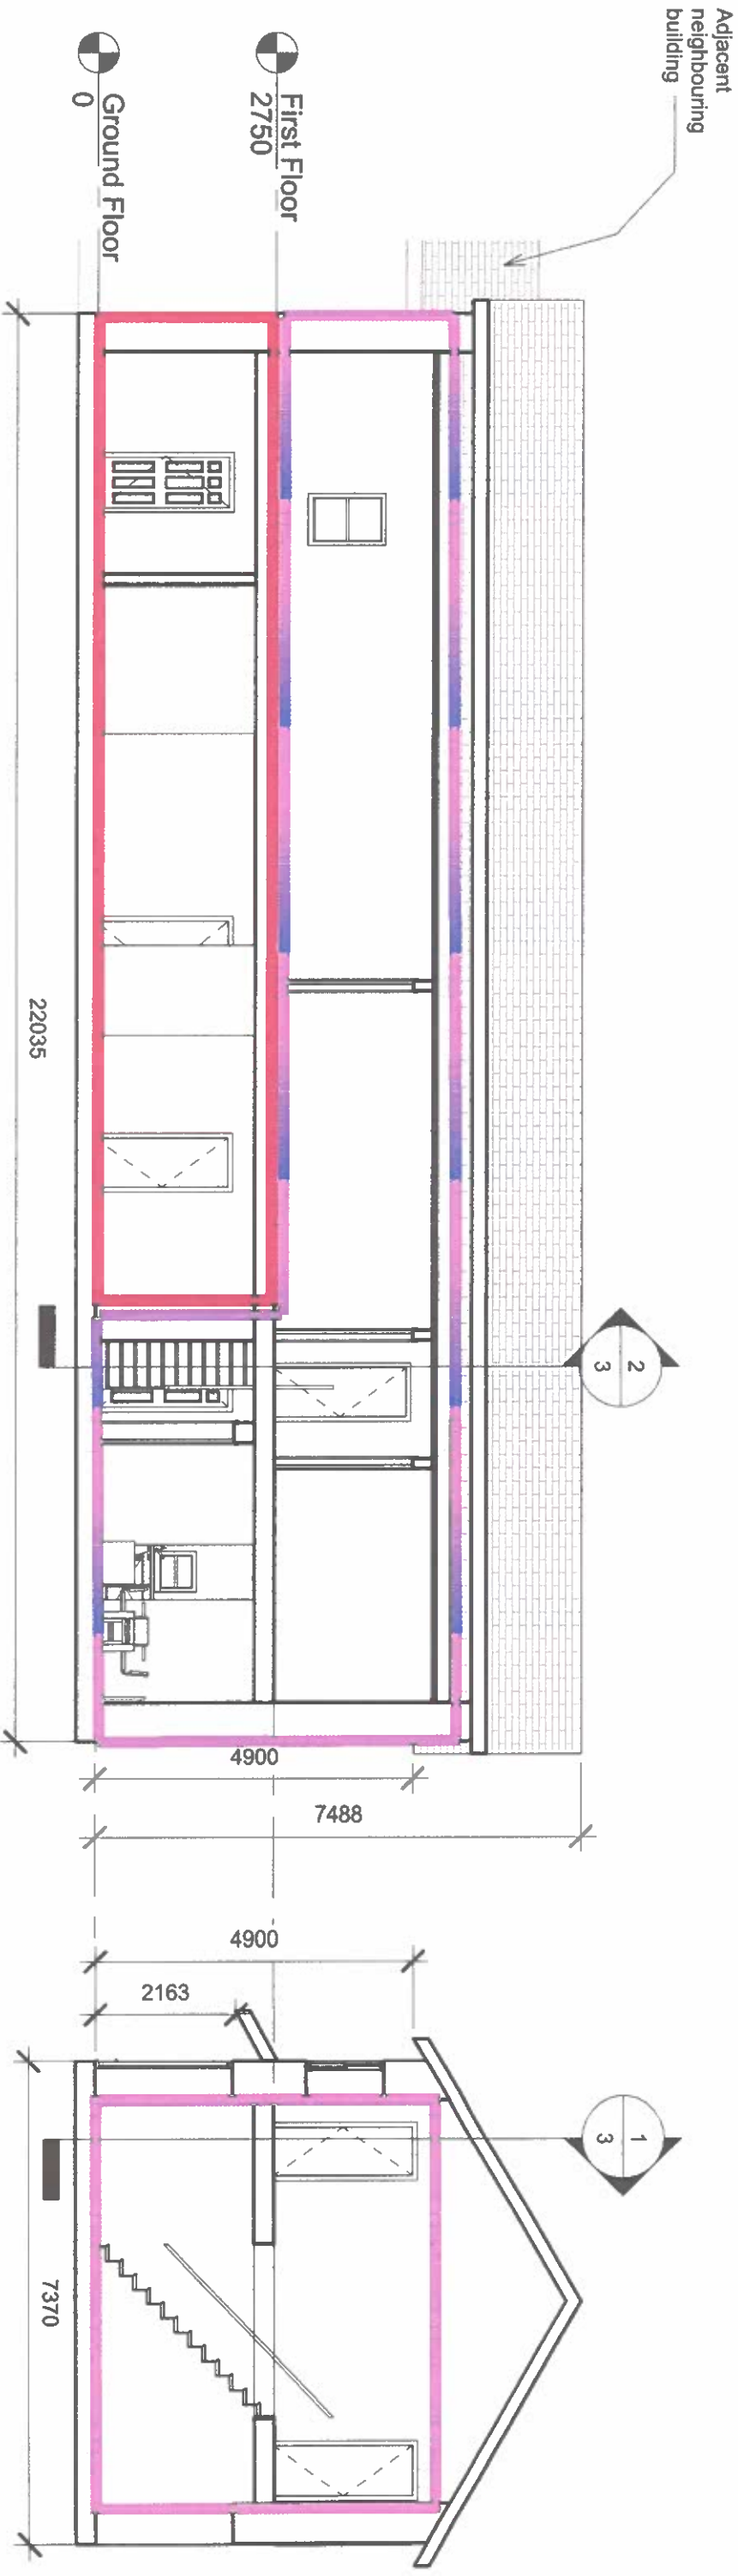 Adjacent
neighbouring
building
First Floor
2750
Ground Floor
0
22035
2
3
4900
7488
4900
2163
1
3
7370